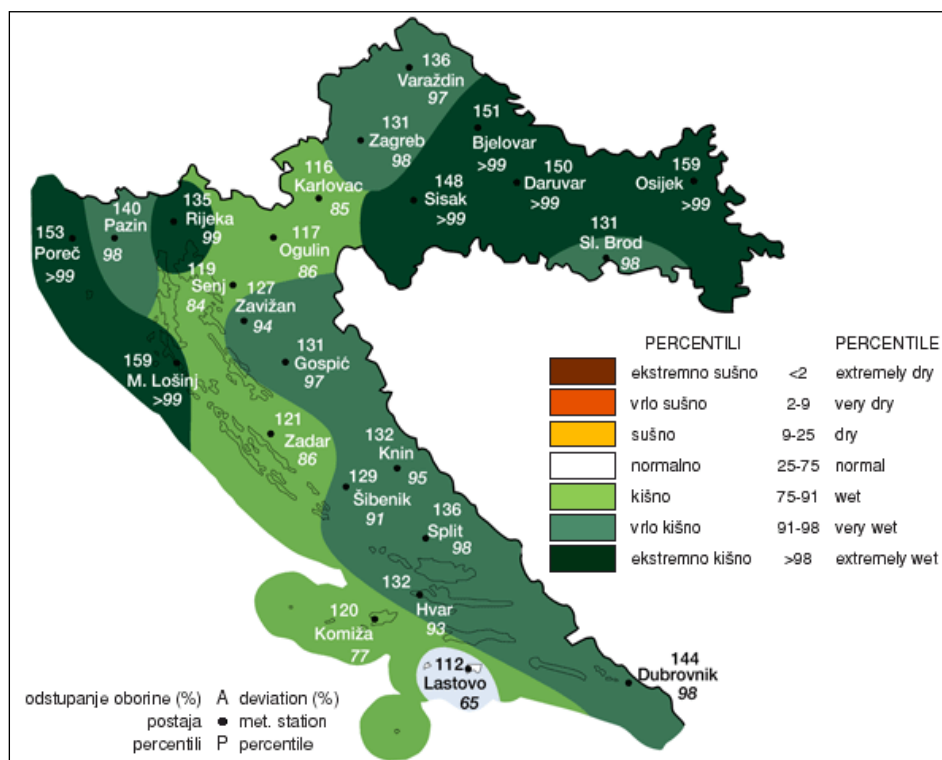 136
Varaždin
97
131
Zagreb
98
151
Bjelovar
>99
116
Karlovac
85
148
Sisak
>99
150
Daruvar
>99
159
Osijek
>99
131
Sl. Brod
98
153
Poreč
>99
140
Pazin
98
135
Rijeka
99
117
Ogulin
86
119
Senj
84
127
Zavižan
94
131
Gospić
97
159
M. Lošinj
>99
121
Zadar
86
132
Knin
95
129
Šibenik
91
136
Split
98
132
Hvar
93
120
Komiža
77
112
Lastovo
65
144
Dubrovnik
98
PERCENTILI PERCENTILE
ekstremno sušno <2 extremely dry
vrlo sušno 2-9 very dry
sušno 9-25 dry
normalno 25-75 normal
kišno 75-91 wet
vrlo kišno 91-98 very wet
ekstremno kišno >98 extremely wet
odstupanje oborine (%) A deviation (%)
postaja met. station
percentili P percentile